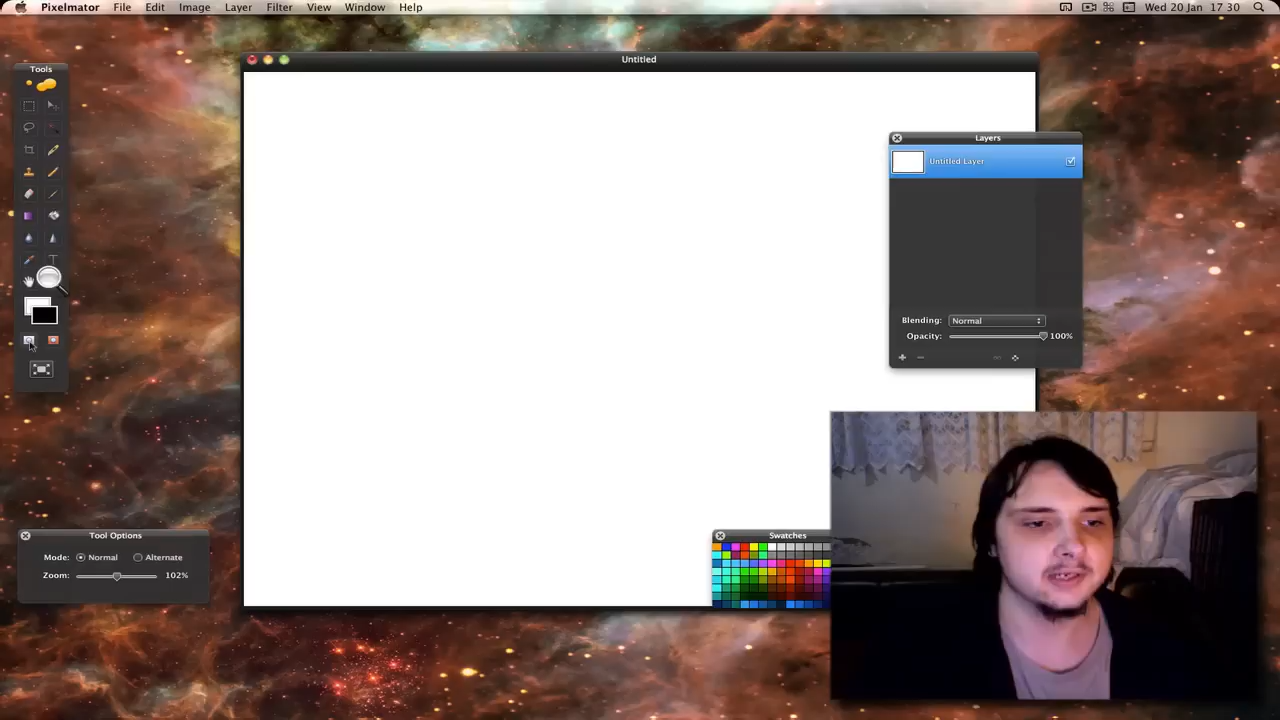 Pixelmator File Edit Image Layer Filter View Window Help
Wed 20 Jan 17 30
Untitled
Tools
Layers
Untitled Layer
Blending: Normal
Opacity: 100%
Tool Options
Mode: Normal Alternate
Zoom: 102%
Swatches